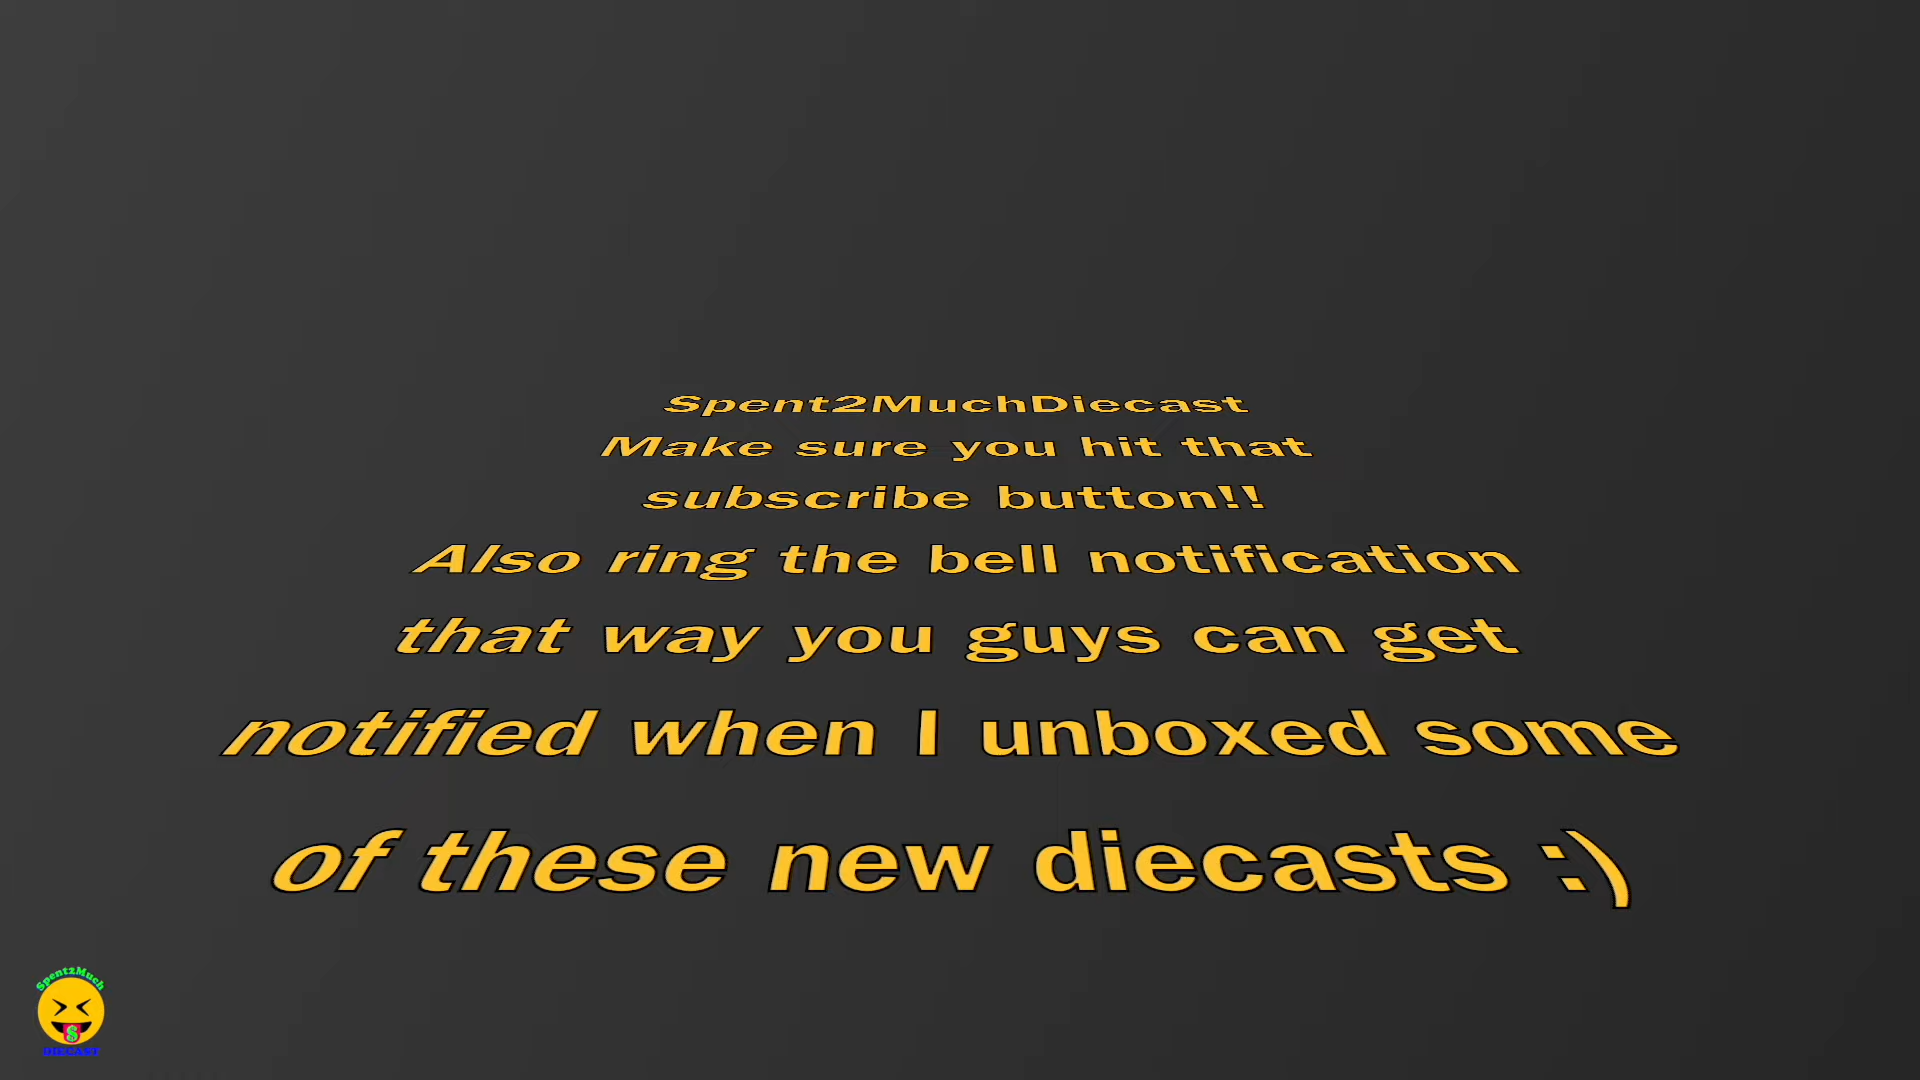 Spent2MuchDiecast
Make sure you hit that
subscribe button!!
Also ring the bell notification
that way you guys can get
notified when I unboxed some
of these new diecasts :)
Spent2Much
$
DIECAST